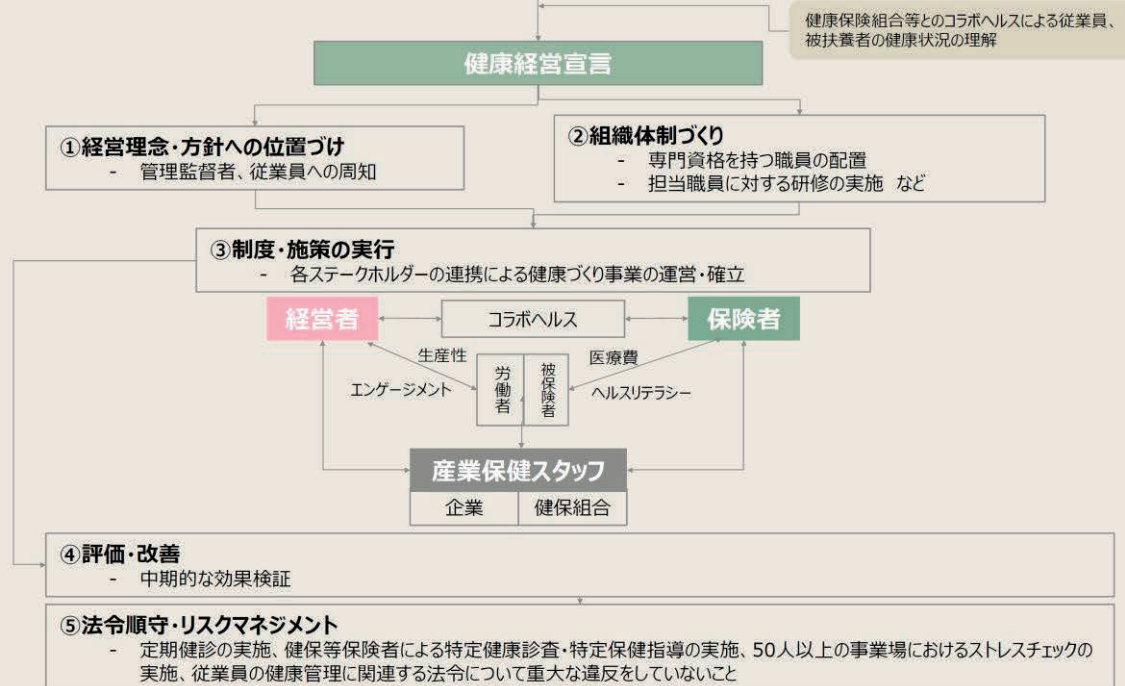 健康保険組合等とのコラボヘルスによる従業員、
被扶養者の健康状況の理解
健康経営宣言
①経営理念・方針への位置づけ
- 管理監督者、従業員への周知
②組織体制づくり
- 専門資格を持つ職員の配置
- 担当職員に対する研修の実施 など
③制度・施策の実行
- 各ステークホルダーの連携による健康づくり事業の運営・確立
経営者
コラボヘルス
保険者
生産性
医療費
エンゲージメント
労働者
被保険者
ヘルスリテラシー
産業保健スタッフ
企業
健保組合
④評価・改善
- 中期的な効果検証
⑤法令順守・リスクマネジメント
- 定期健診の実施、健保等保険者による特定健康診査・特定保健指導の実施、50人以上の事業場におけるストレスチェックの
実施、従業員の健康管理に関連する法令について重大な違反をしていないこと